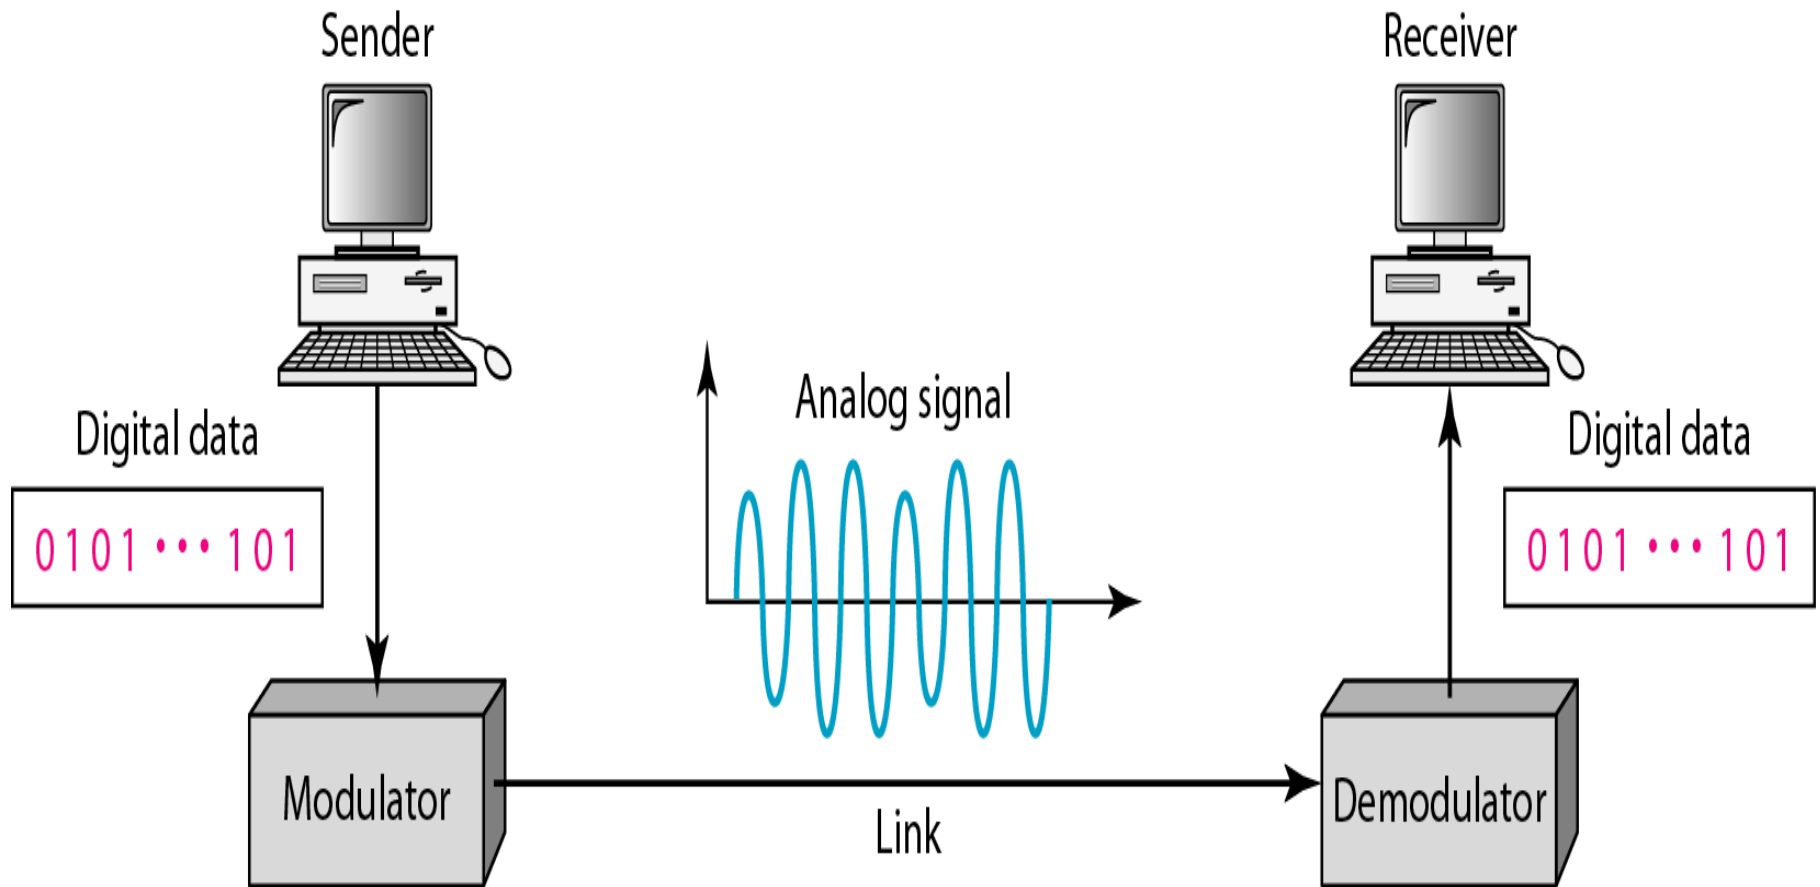 Sender
Receiver
Analog signal
Digital data
Digital data
0101 ••• 101
0101 ••• 101
Modulator
Link
Demodulator